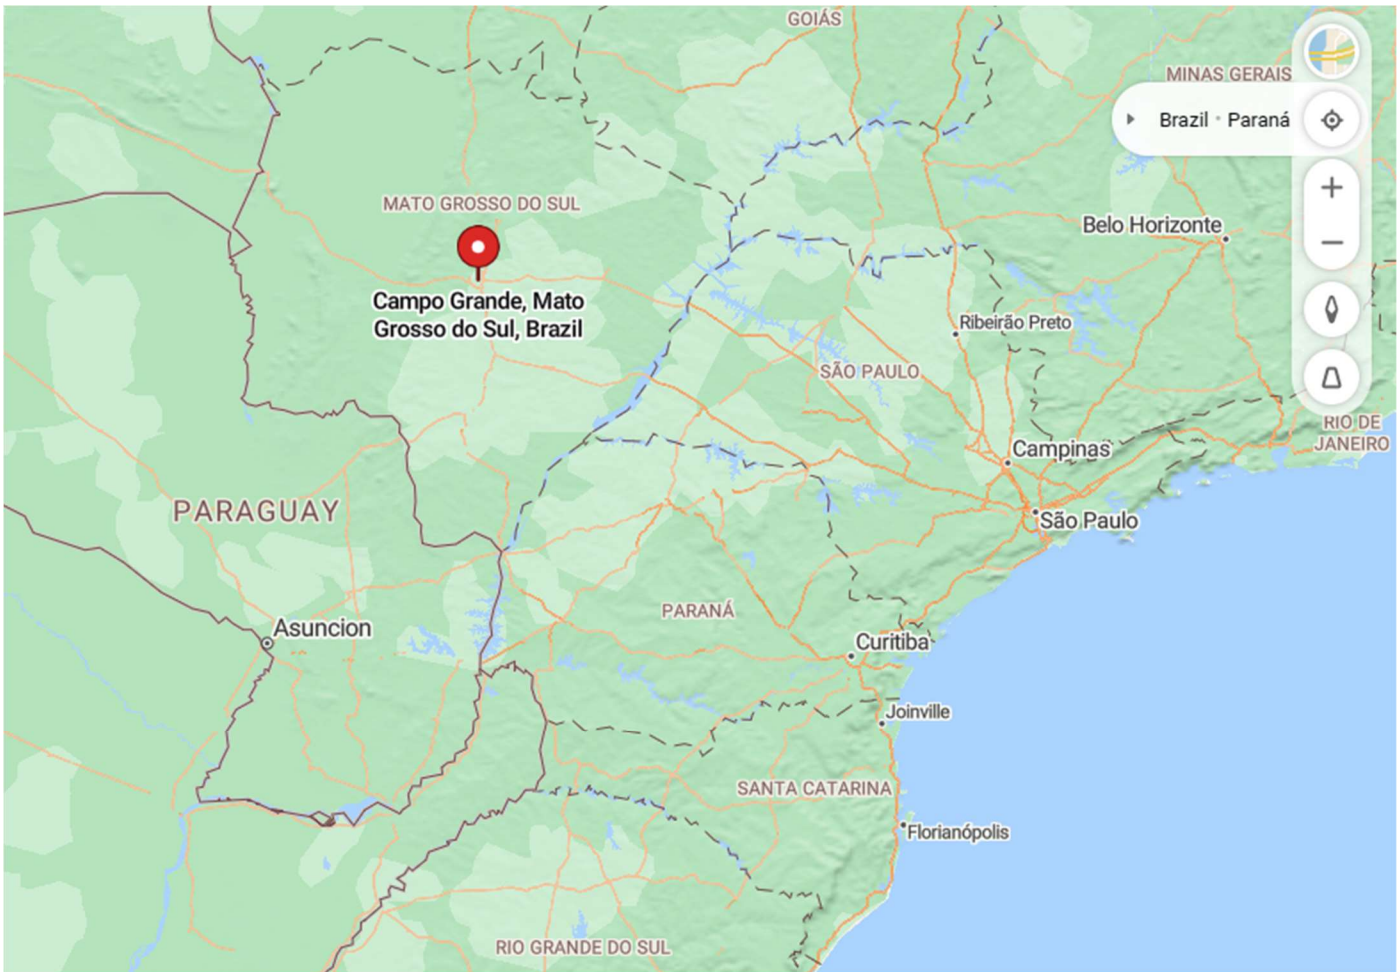 GOIÁS
MINAS GERAIS
Brazil • Paraná
MATO GROSSO DO SUL
Belo Horizonte
Campo Grande, Mato
Grosso do Sul, Brazil
Ribeirão Preto
SÃO PAULO
RIO DE
JANEIRO
Campinas
PARAGUAY
São Paulo
PARANÁ
Asuncion
Curitiba
Joinville
SANTA CATARINA
Florianópolis
RIO GRANDE DO SUL